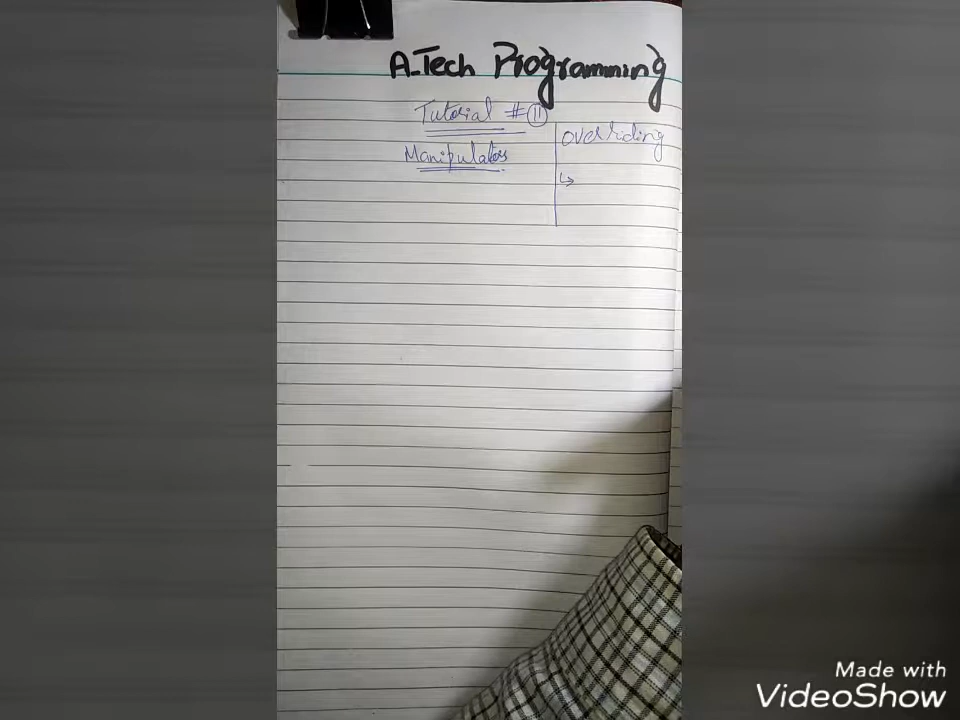 A-Tech Programming
Tutorial # 11
Manipulators
overriding
Made with
VideoShow